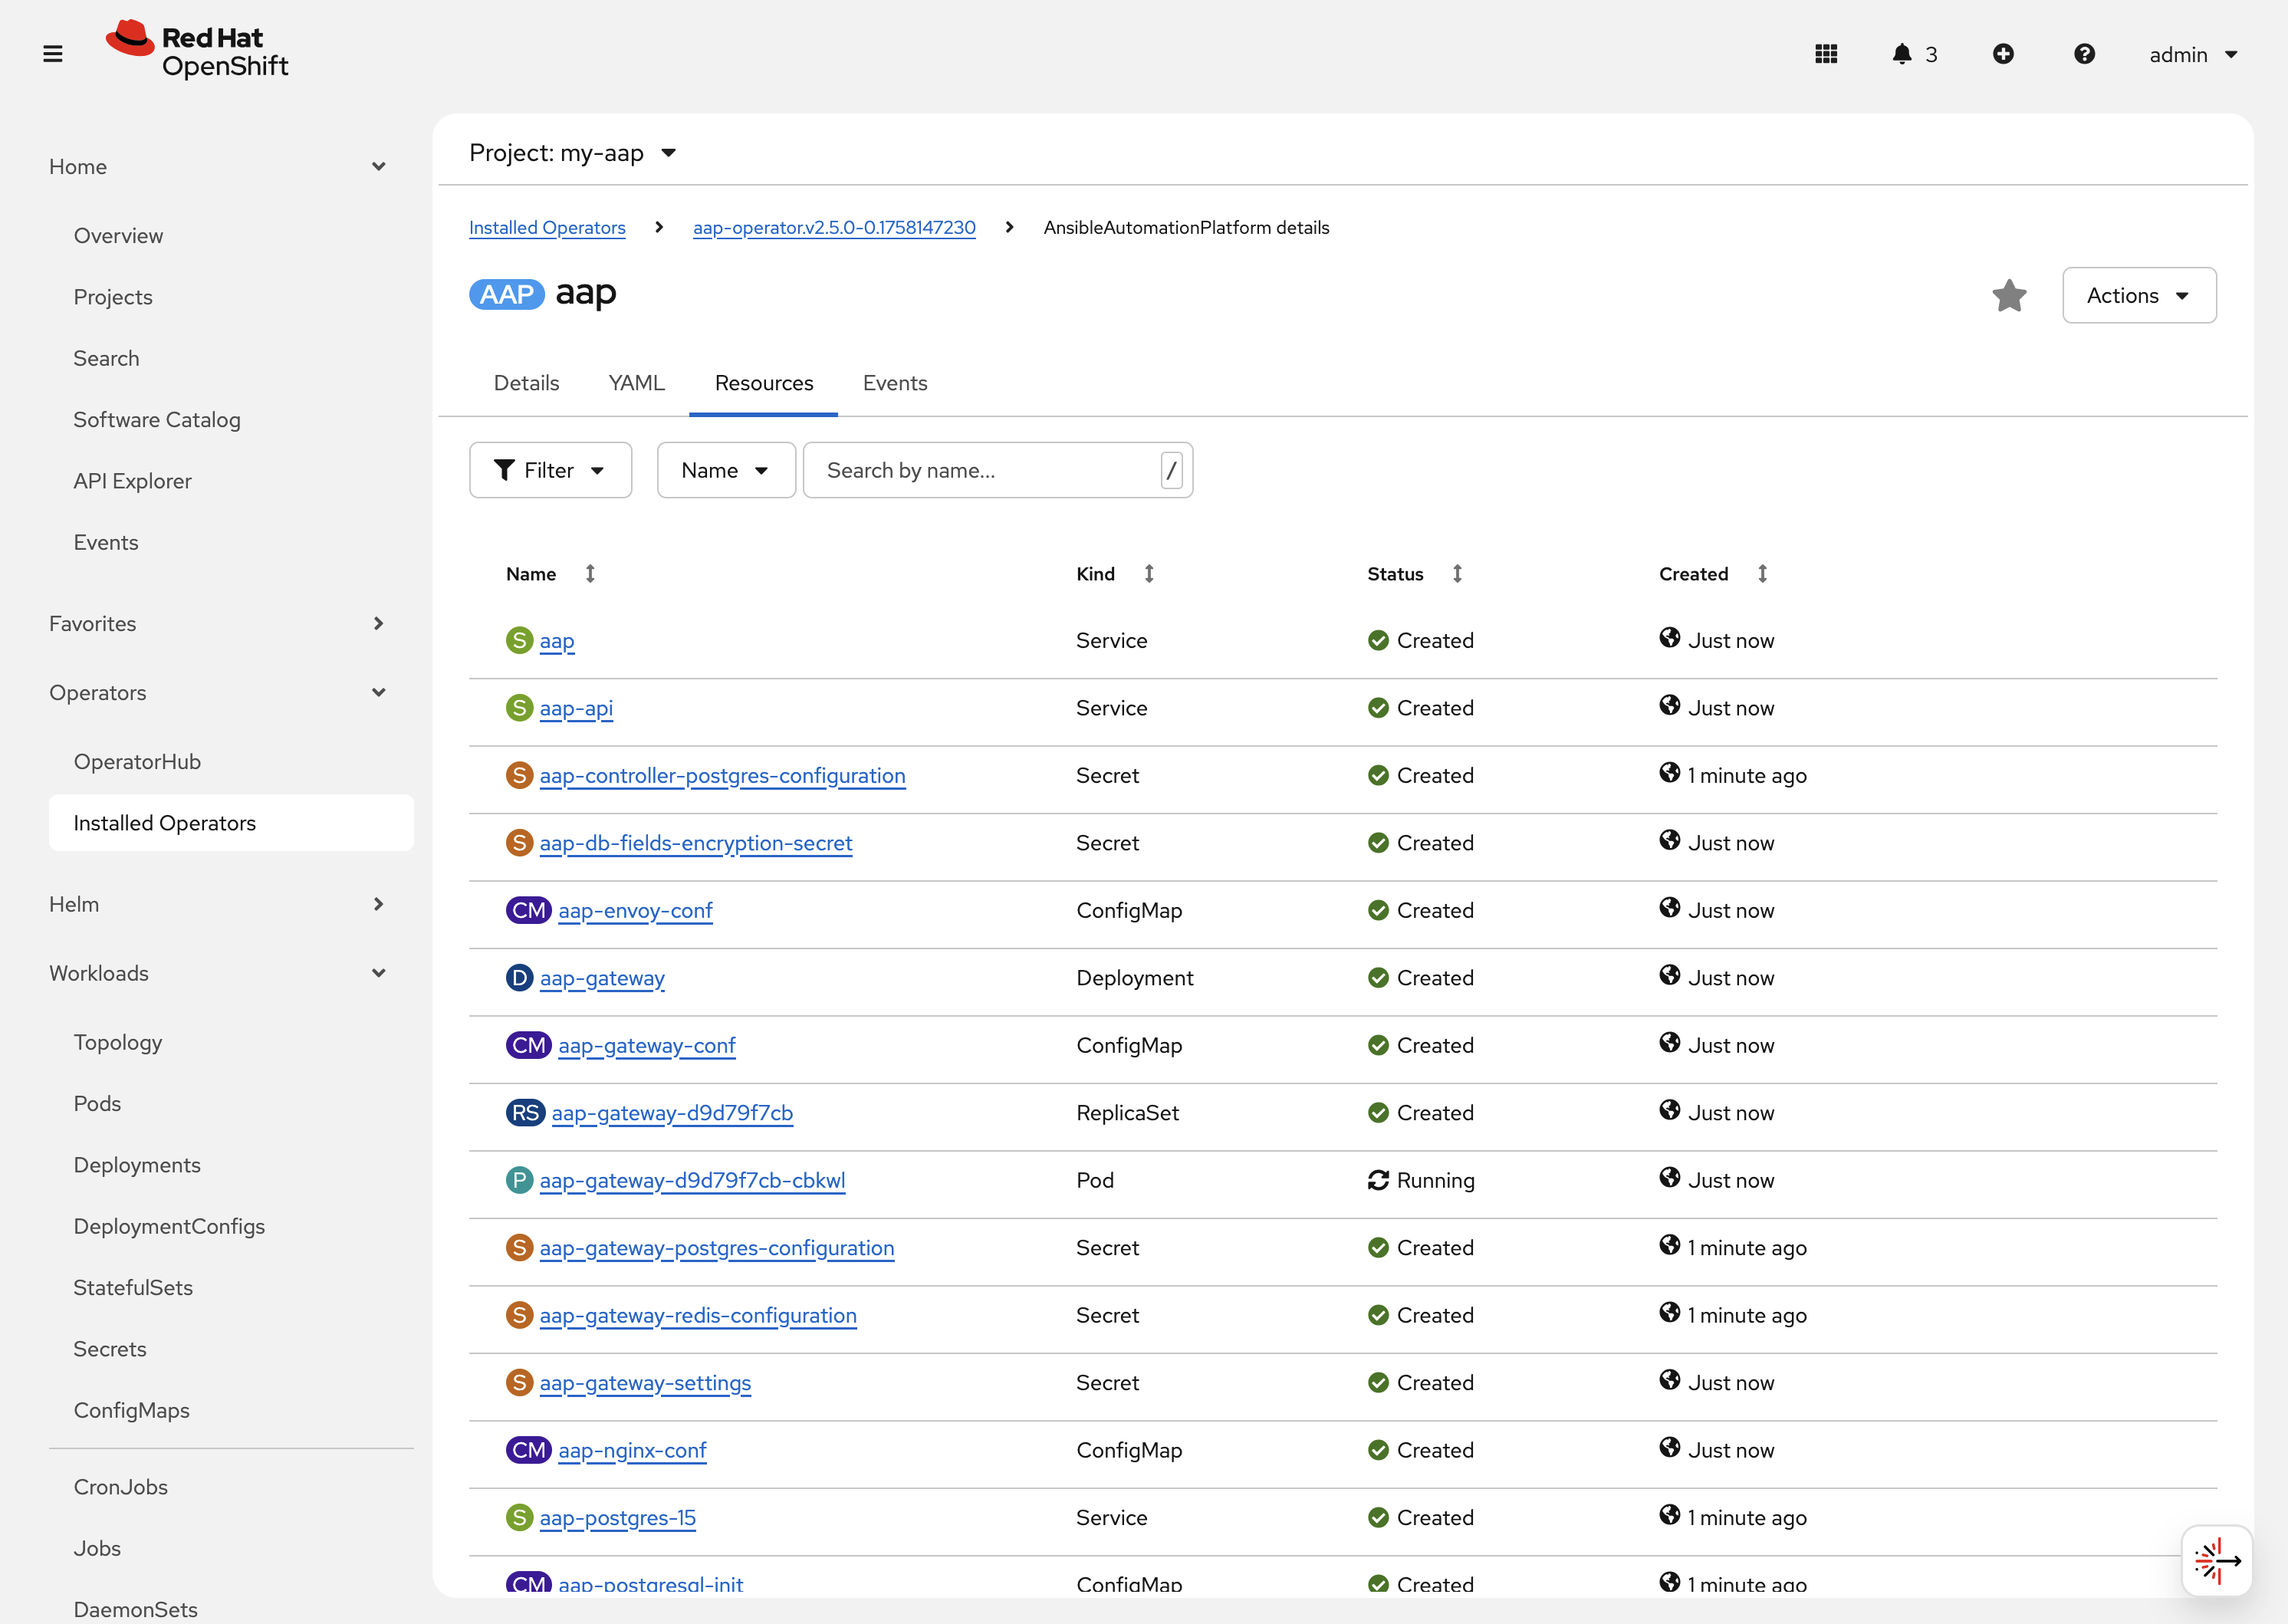 Red Hat
OpenShift
3
admin
Home
Overview
Projects
Search
Software Catalog
API Explorer
Events
Favorites
Operators
OperatorHub
Installed Operators
Helm
Workloads
Topology
Pods
Deployments
DeploymentConfigs
StatefulSets
Secrets
ConfigMaps
CronJobs
Jobs
DaemonSets
Project: my-aap
Installed Operators
aap-operator.v2.5.0-0.1758147230
AnsibleAutomationPlatform details
AAP aap
Actions
Details YAML Resources Events
Filter Name Search by name... /
Name Kind Status Created
S aap Service Created Just now
S aap-api Service Created Just now
S aap-controller-postgres-configuration Secret Created 1 minute ago
S aap-db-fields-encryption-secret Secret Created Just now
CM aap-envoy-conf ConfigMap Created Just now
D aap-gateway Deployment Created Just now
CM aap-gateway-conf ConfigMap Created Just now
RS aap-gateway-d9d79f7cb ReplicaSet Created Just now
P aap-gateway-d9d79f7cb-cbkwl Pod Running Just now
S aap-gateway-postgres-configuration Secret Created 1 minute ago
S aap-gateway-redis-configuration Secret Created 1 minute ago
S aap-gateway-settings Secret Created Just now
CM aap-nginx-conf ConfigMap Created Just now
S aap-postgres-15 Service Created 1 minute ago
CM aap-postgresql-init ConfigMap Created 1 minute ago